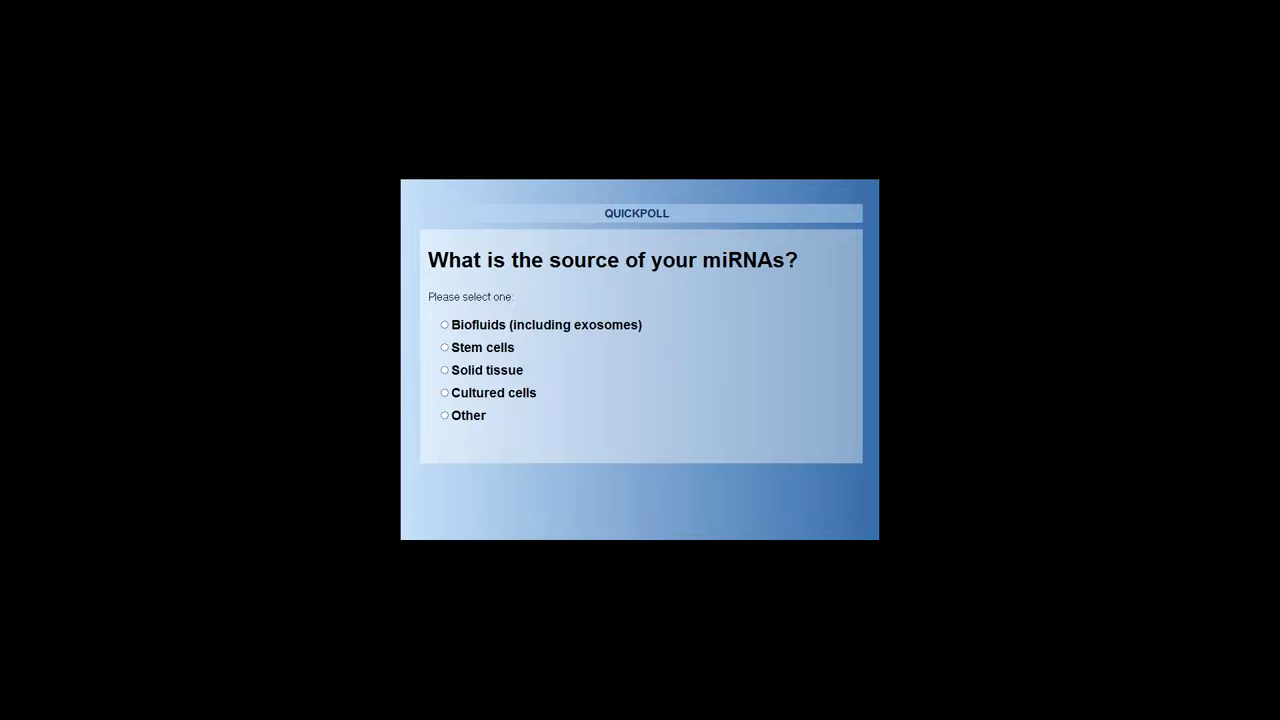 QUICKPOLL
What is the source of your miRNAs?
Please select one:
Biofluids (including exosomes)
Stem cells
Solid tissue
Cultured cells
Other